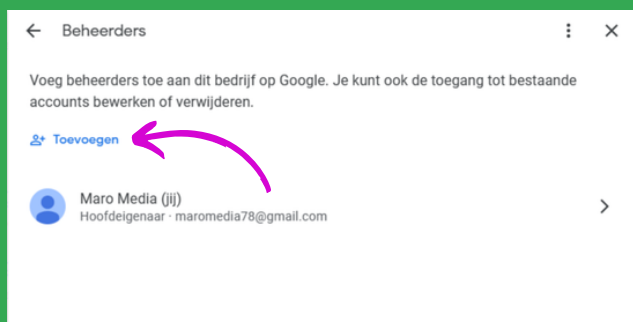 Beheerders
Voeg beheerders toe aan dit bedrijf op Google. Je kunt ook de toegang tot bestaande
accounts bewerken of verwijderen.
Toevoegen
Maro Media (jij)
Hoofdeigenaar · maromedia78@gmail.com